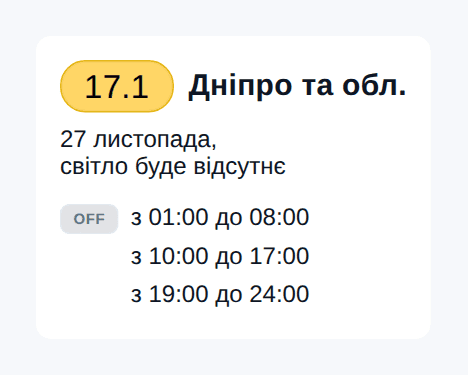 17.1 Дніпро та обл.
27 листопада,
світло буде відсутнє
OFF з 01:00 до 08:00
з 10:00 до 17:00
з 19:00 до 24:00